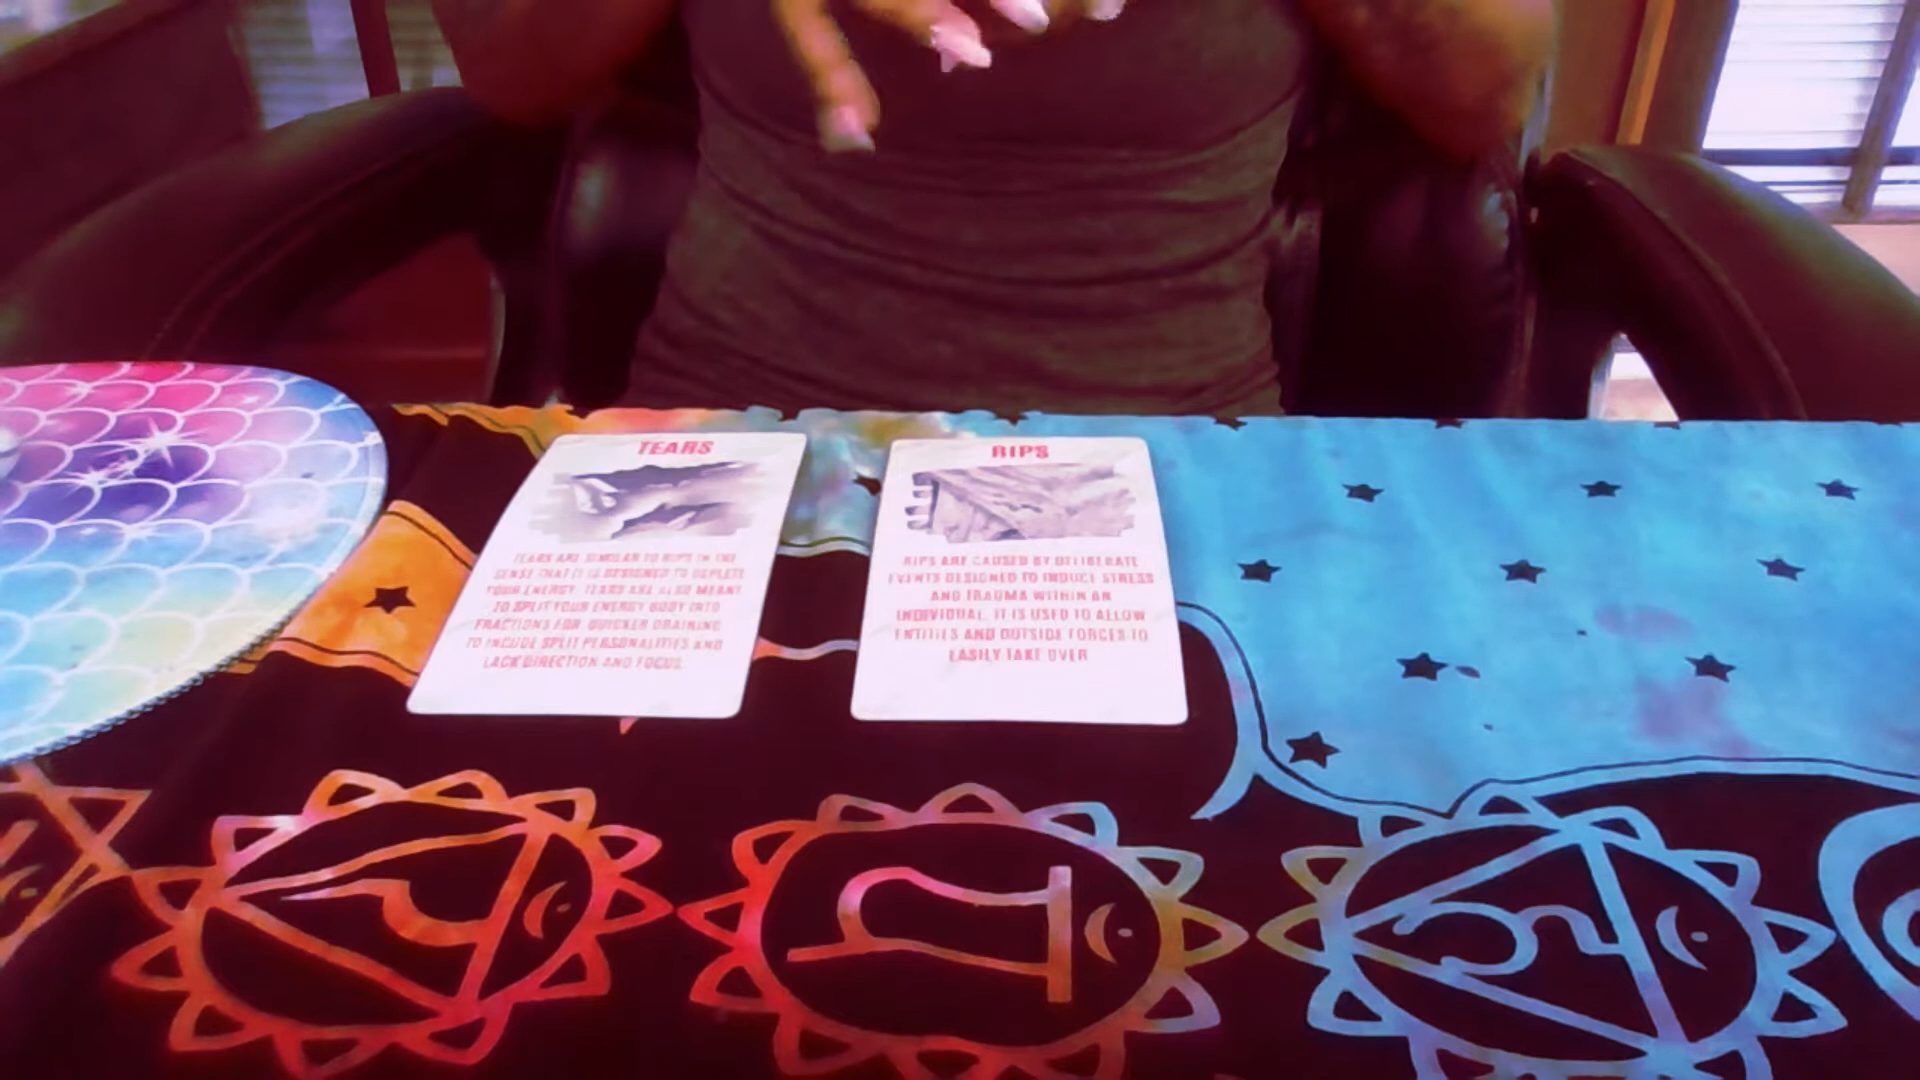 TEARS
TEARS ARE SIMILAR TO RIPS IN THE
SENSE THAT IT IS DESIGNED TO DEPLETE
YOUR ENERGY. TEARS ARE ALSO MEANT
TO SPLIT YOUR ENERGY BODY INTO
FRACTIONS FOR QUICKER DRAINING
TO INCLUDE SPLIT PERSONALITIES AND
LACK DIRECTION AND FOCUS.
RIPS
RIPS ARE CAUSED BY DELIBERATE
EVENTS DESIGNED TO INDUCE STRESS
AND TRAUMA WITHIN AN
INDIVIDUAL. IT IS USED TO ALLOW
ENTITIES AND OUTSIDE FORCES TO
EASILY TAKE OVER